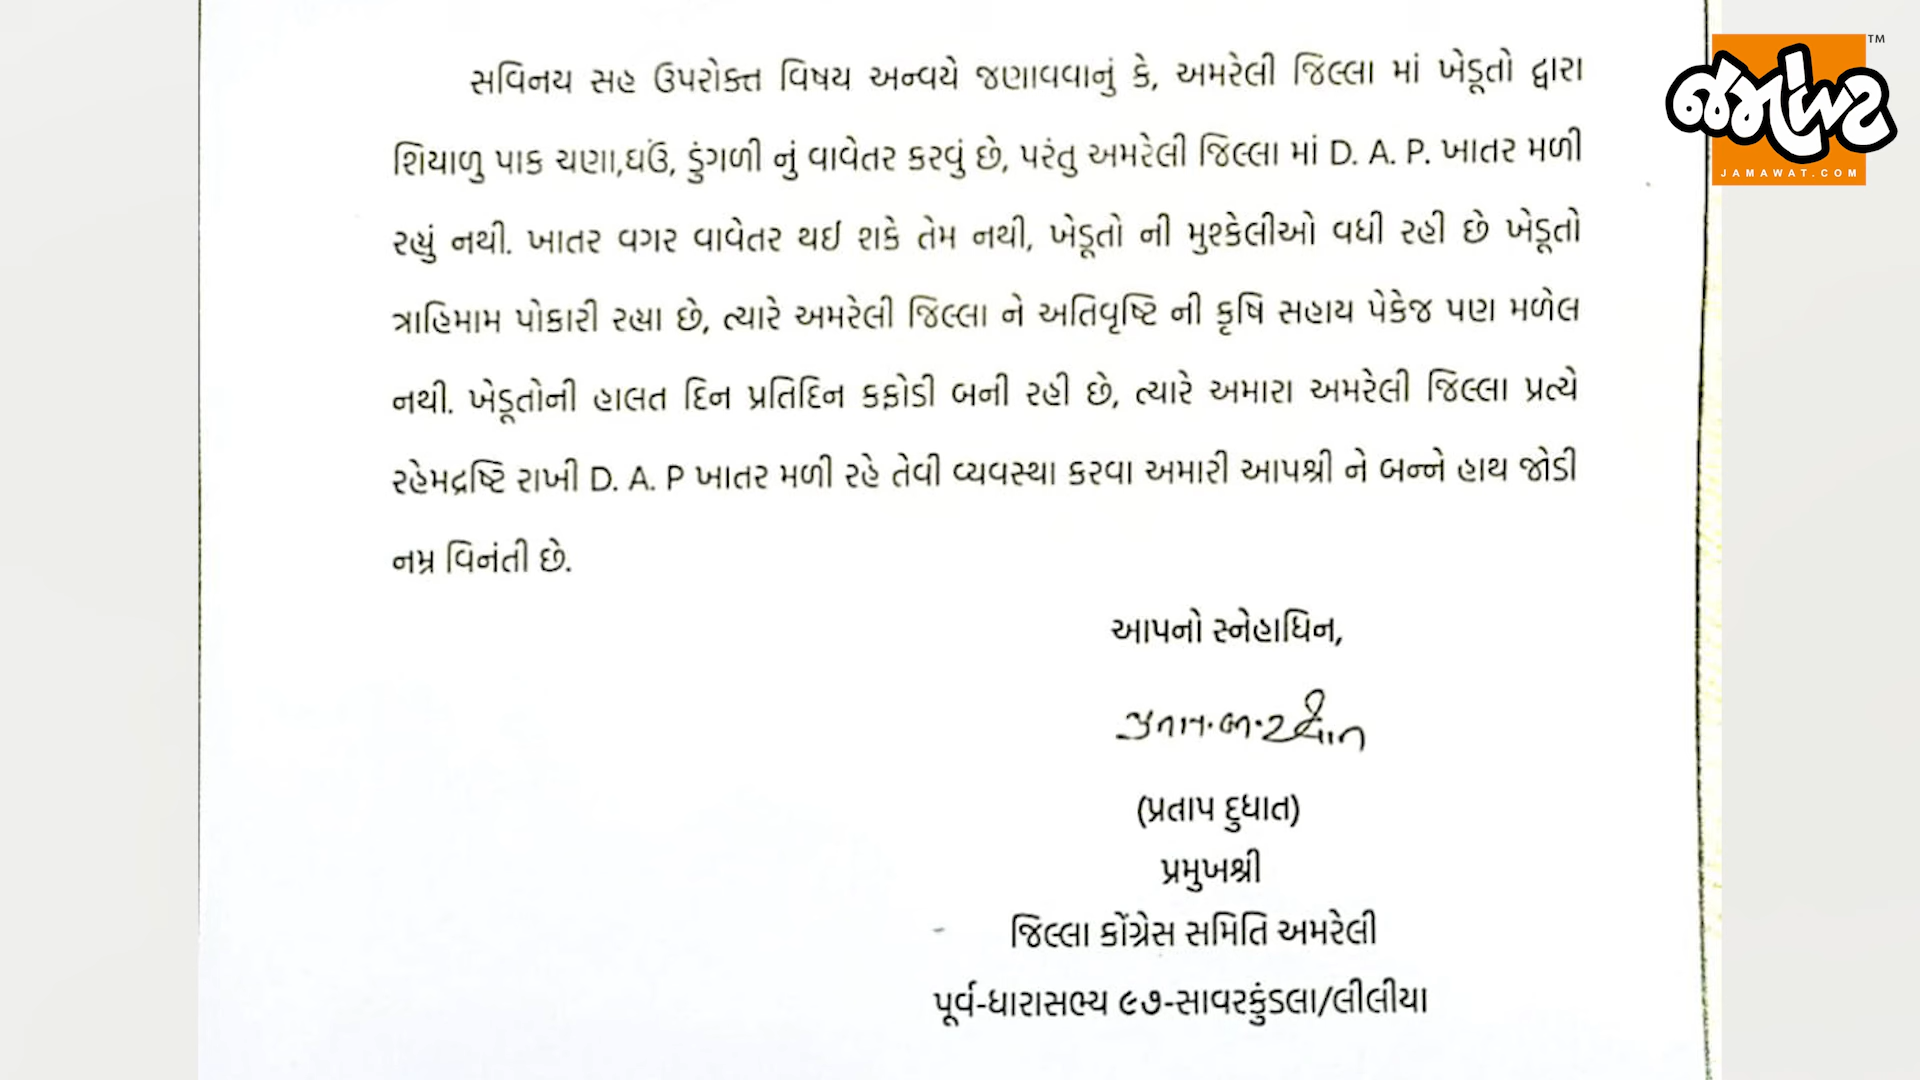 સવિનય સહ ઉપરોક્ત વિષય અન્વયે જણાવવાનું કે, અમરેલી જિલ્લા માં ખેડૂતો દ્વારા
શિયાળુ પાક ચણા,ઘઉં, ડુંગળી નું વાવેતર કરવું છે, પરંતુ અમરેલી જિલ્લા માં D. A. P. ખાતર મળી
રહ્યું નથી. ખાતર વગર વાવેતર થઈ શકે તેમ નથી, ખેડૂતો ની મુશ્કેલીઓ વધી રહી છે ખેડૂતો
ત્રાહિમામ પોકારી રહ્યા છે, ત્યારે અમરેલી જિલ્લા ને અતિવૃષ્ટિ ની કૃષિ સહાય પેકેજ પણ મળેલ
નથી. ખેડૂતોની હાલત દિન પ્રતિદિન કફોડી બની રહી છે, ત્યારે અમારા અમરેલી જિલ્લા પ્રત્યે
રહેમદ્રષ્ટિ રાખી D. A. P ખાતર મળી રહે તેવી વ્યવસ્થા કરવા અમારી આપશ્રી ને બન્ને હાથ જોડી
નમ્ર વિનંતી છે.
આપનો સ્નેહાધિન,
(પ્રતાપ દુધાત)
પ્રમુખશ્રી
જિલ્લા કોંગ્રેસ સમિતિ અમરેલી
પૂર્વ-ધારાસભ્ય ૯૭-સાવરકુંડલા/લીલીયા
જમાવટ
TM
JAMAWAT.COM